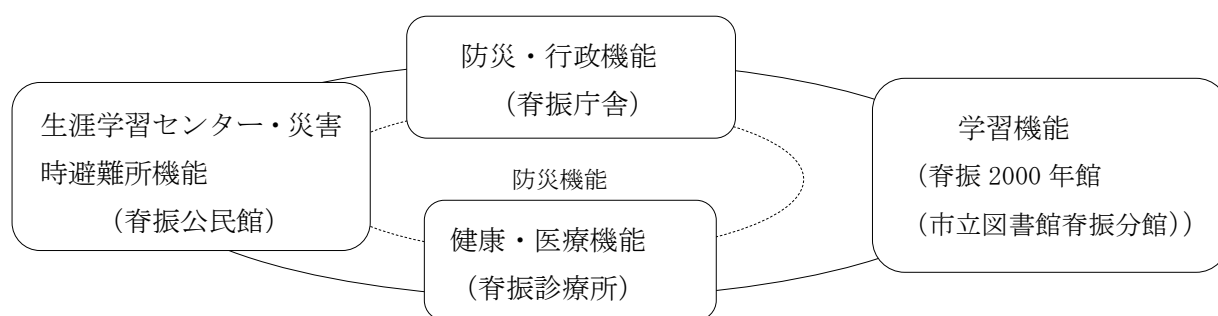 防災・行政機能
（脊振庁舎）
生涯学習センター・災害
時避難所機能
（脊振公民館）
防災機能
健康・医療機能
（脊振診療所）
学習機能
（脊振 2000 年館
（市立図書館脊振分館））